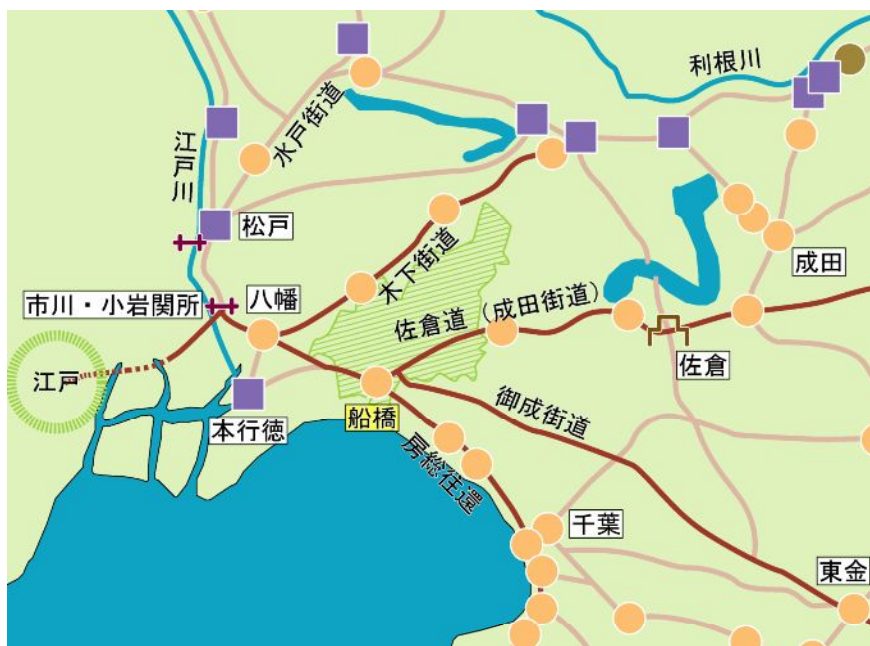 利根川
水戸街道
江戸川
松戸
木下街道
成田
市川・小岩関所
八幡
佐倉道（成田街道）
江戸
佐倉
船橋
御成街道
本行徳
房総往還
千葉
東金